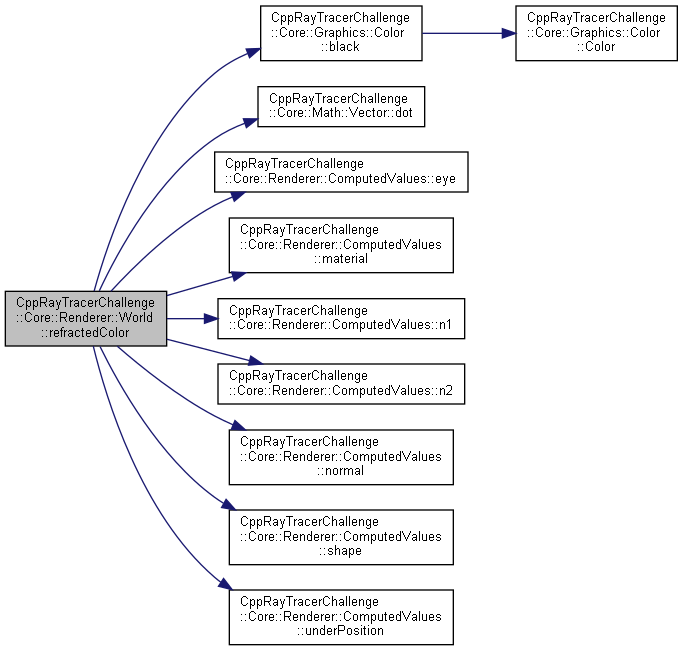 CppRayTracerChallenge
::Core::Renderer::World
::refractedColor
CppRayTracerChallenge
::Core::Graphics::Color
::black
CppRayTracerChallenge
::Core::Graphics::Color
::Color
CppRayTracerChallenge
::Core::Math::Vector::dot
CppRayTracerChallenge
::Core::Renderer::ComputedValues::eye
CppRayTracerChallenge
::Core::Renderer::ComputedValues
::material
CppRayTracerChallenge
::Core::Renderer::ComputedValues::n1
CppRayTracerChallenge
::Core::Renderer::ComputedValues::n2
CppRayTracerChallenge
::Core::Renderer::ComputedValues
::normal
CppRayTracerChallenge
::Core::Renderer::ComputedValues
::shape
CppRayTracerChallenge
::Core::Renderer::ComputedValues
::underPosition